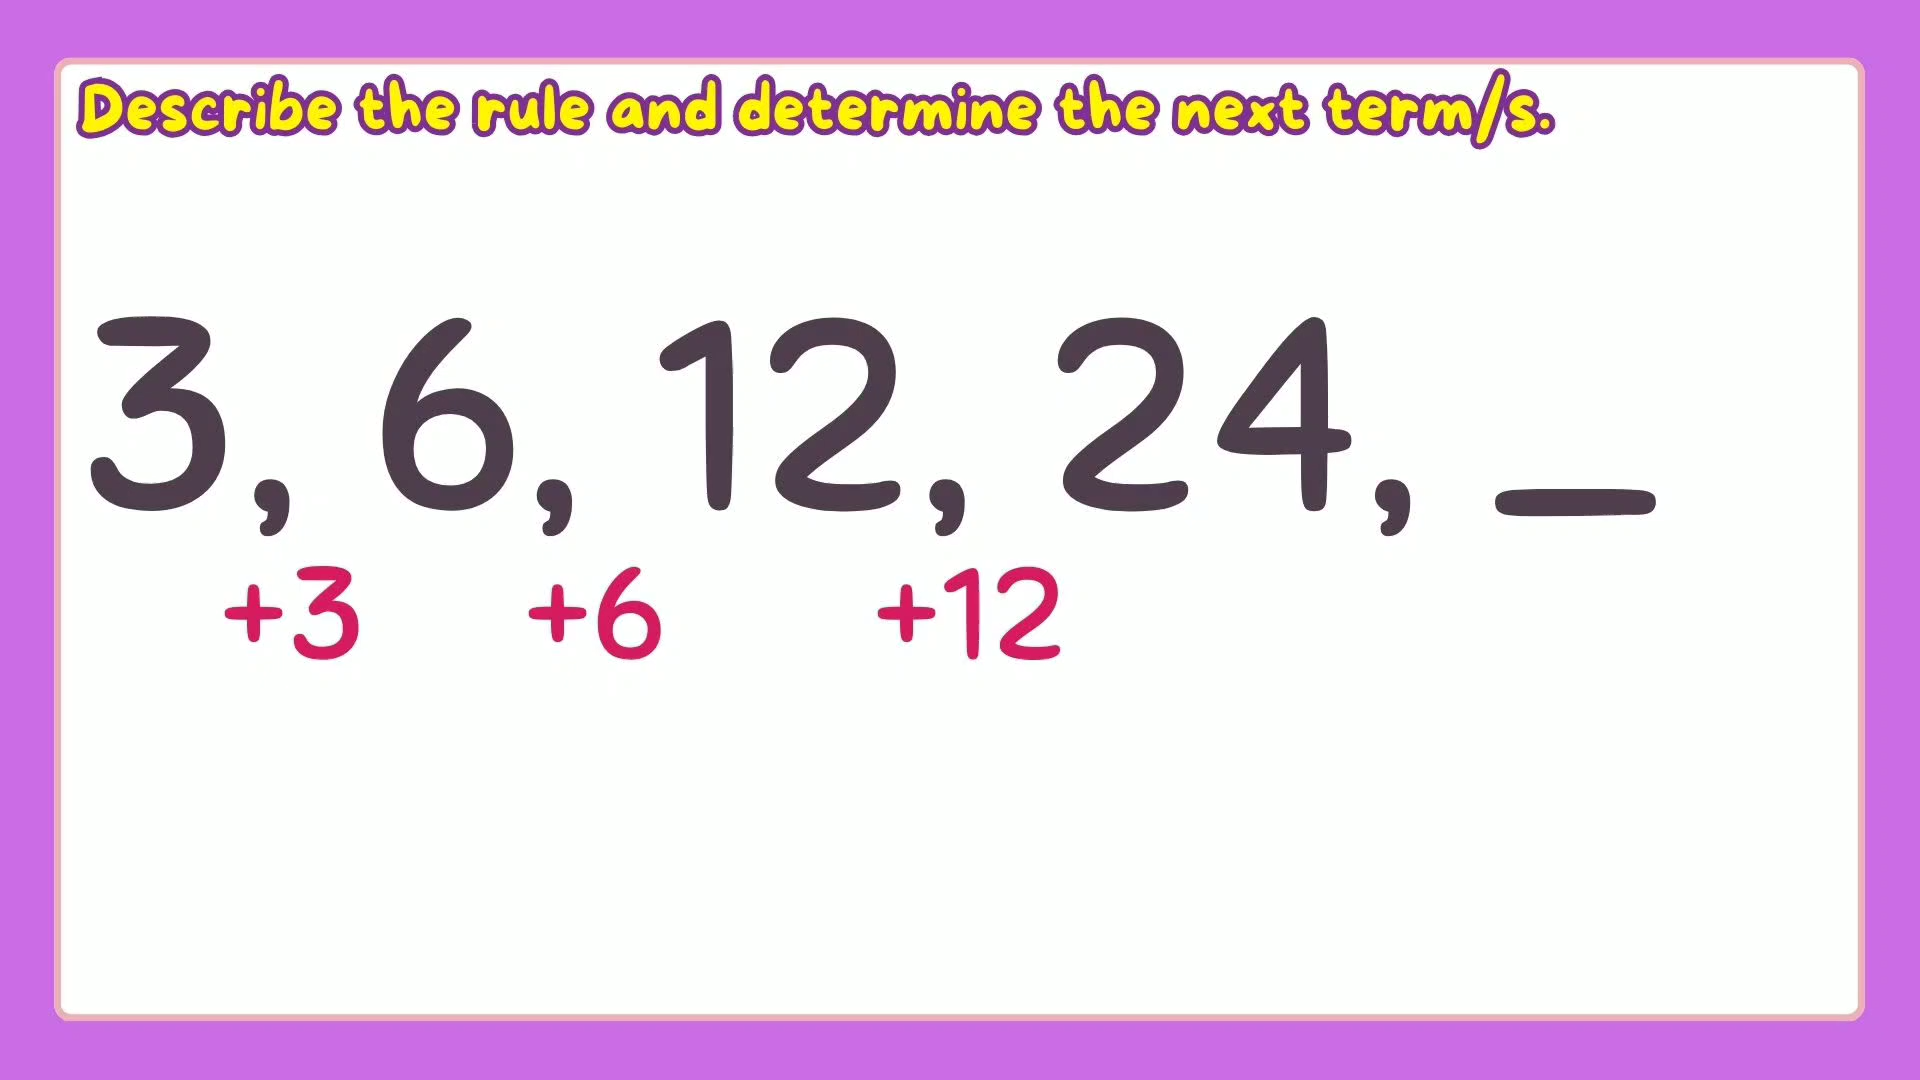 Describe the rule and determine the next term/s.
3, 6, 12, 24, _
+3 +6 +12